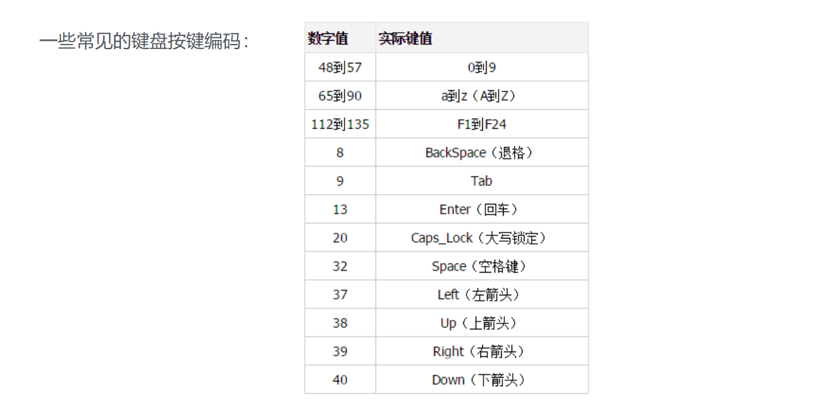 一些常见的键盘按键编码：
数字值 实际键值
48到57 0到9
65到90 a到z（A到Z）
112到135 F1到F24
8 BackSpace（退格）
9 Tab
13 Enter（回车）
20 Caps_Lock（大写锁定）
32 Space（空格键）
37 Left（左箭头）
38 Up（上箭头）
39 Right（右箭头）
40 Down（下箭头）